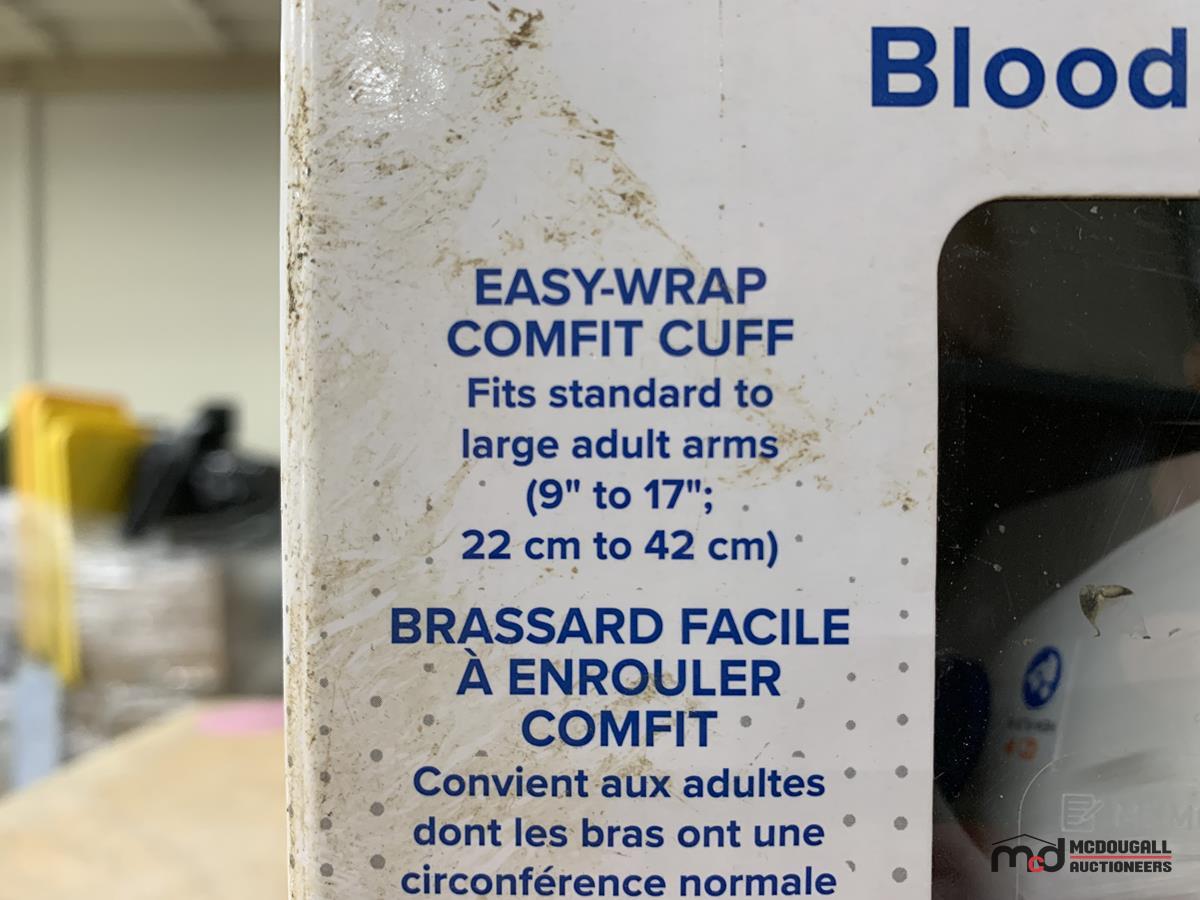 Blood
EASY-WRAP
COMFIT CUFF
Fits standard to
large adult arms
(9" to 17";
22 cm to 42 cm)
BRASSARD FACILE
À ENROULER
COMFIT
Convient aux adultes
dont les bras ont une
circonférence normale
mcd MCDOUGALL
AUCTIONEERS